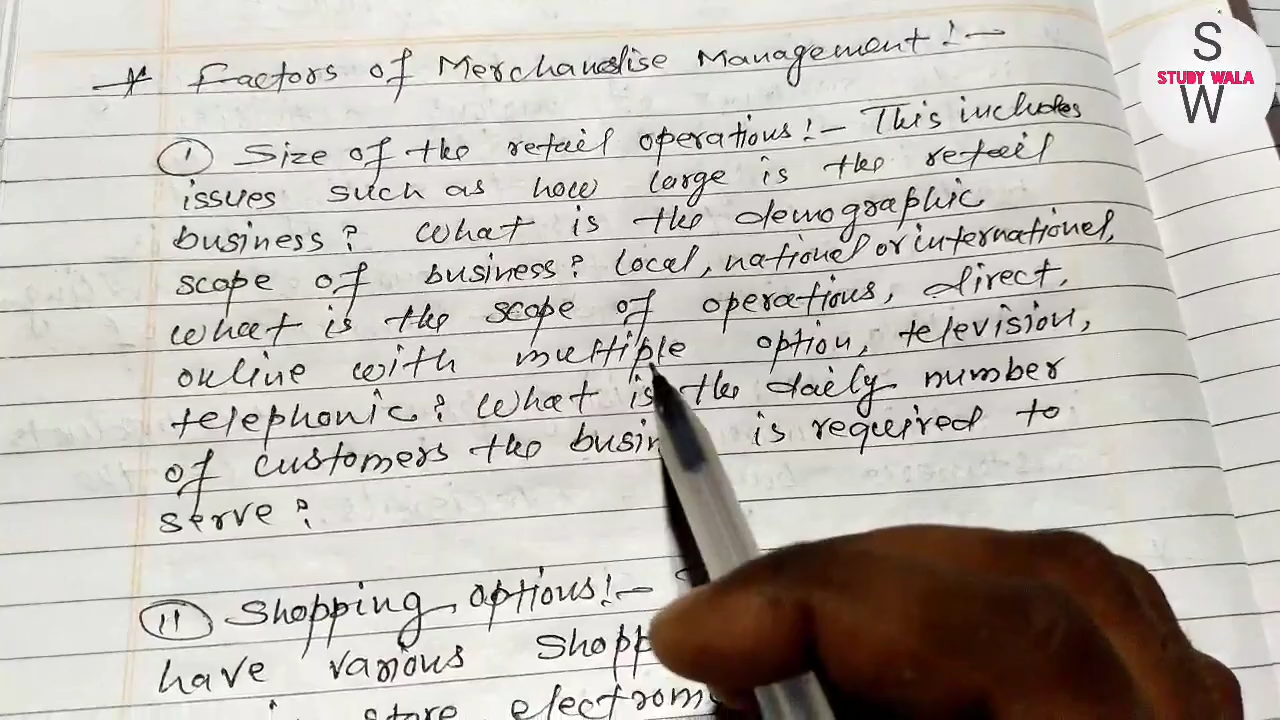 * Factors of Merchandise Management :-
(i) Size of the retail operations :- This includes
issues such as how large is the retail
business? What is the demographic
scope of business? local, national or international,
what is the scope of operations, direct,
online with multiple option, television,
telephonic? What is the daily number
of customers the busin is required to
serve?
(ii) Shopping options :-
have various Shopp
store electron
S
STUDY WALA
W